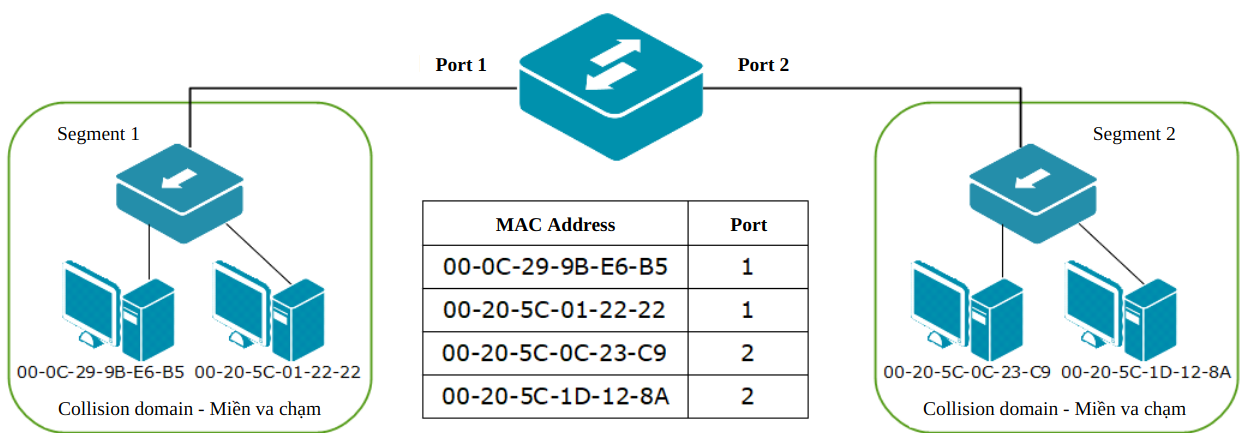 Port 1
Port 2
Segment 1
Segment 2
MAC Address Port
00-0C-29-9B-E6-B5 1
00-20-5C-01-22-22 1
00-20-5C-0C-23-C9 2
00-20-5C-1D-12-8A 2
00-0C-29-9B-E6-B5 00-20-5C-01-22-22
Collision domain - Miền va chạm
00-20-5C-0C-23-C9 00-20-5C-1D-12-8A
Collision domain - Miền va chạm